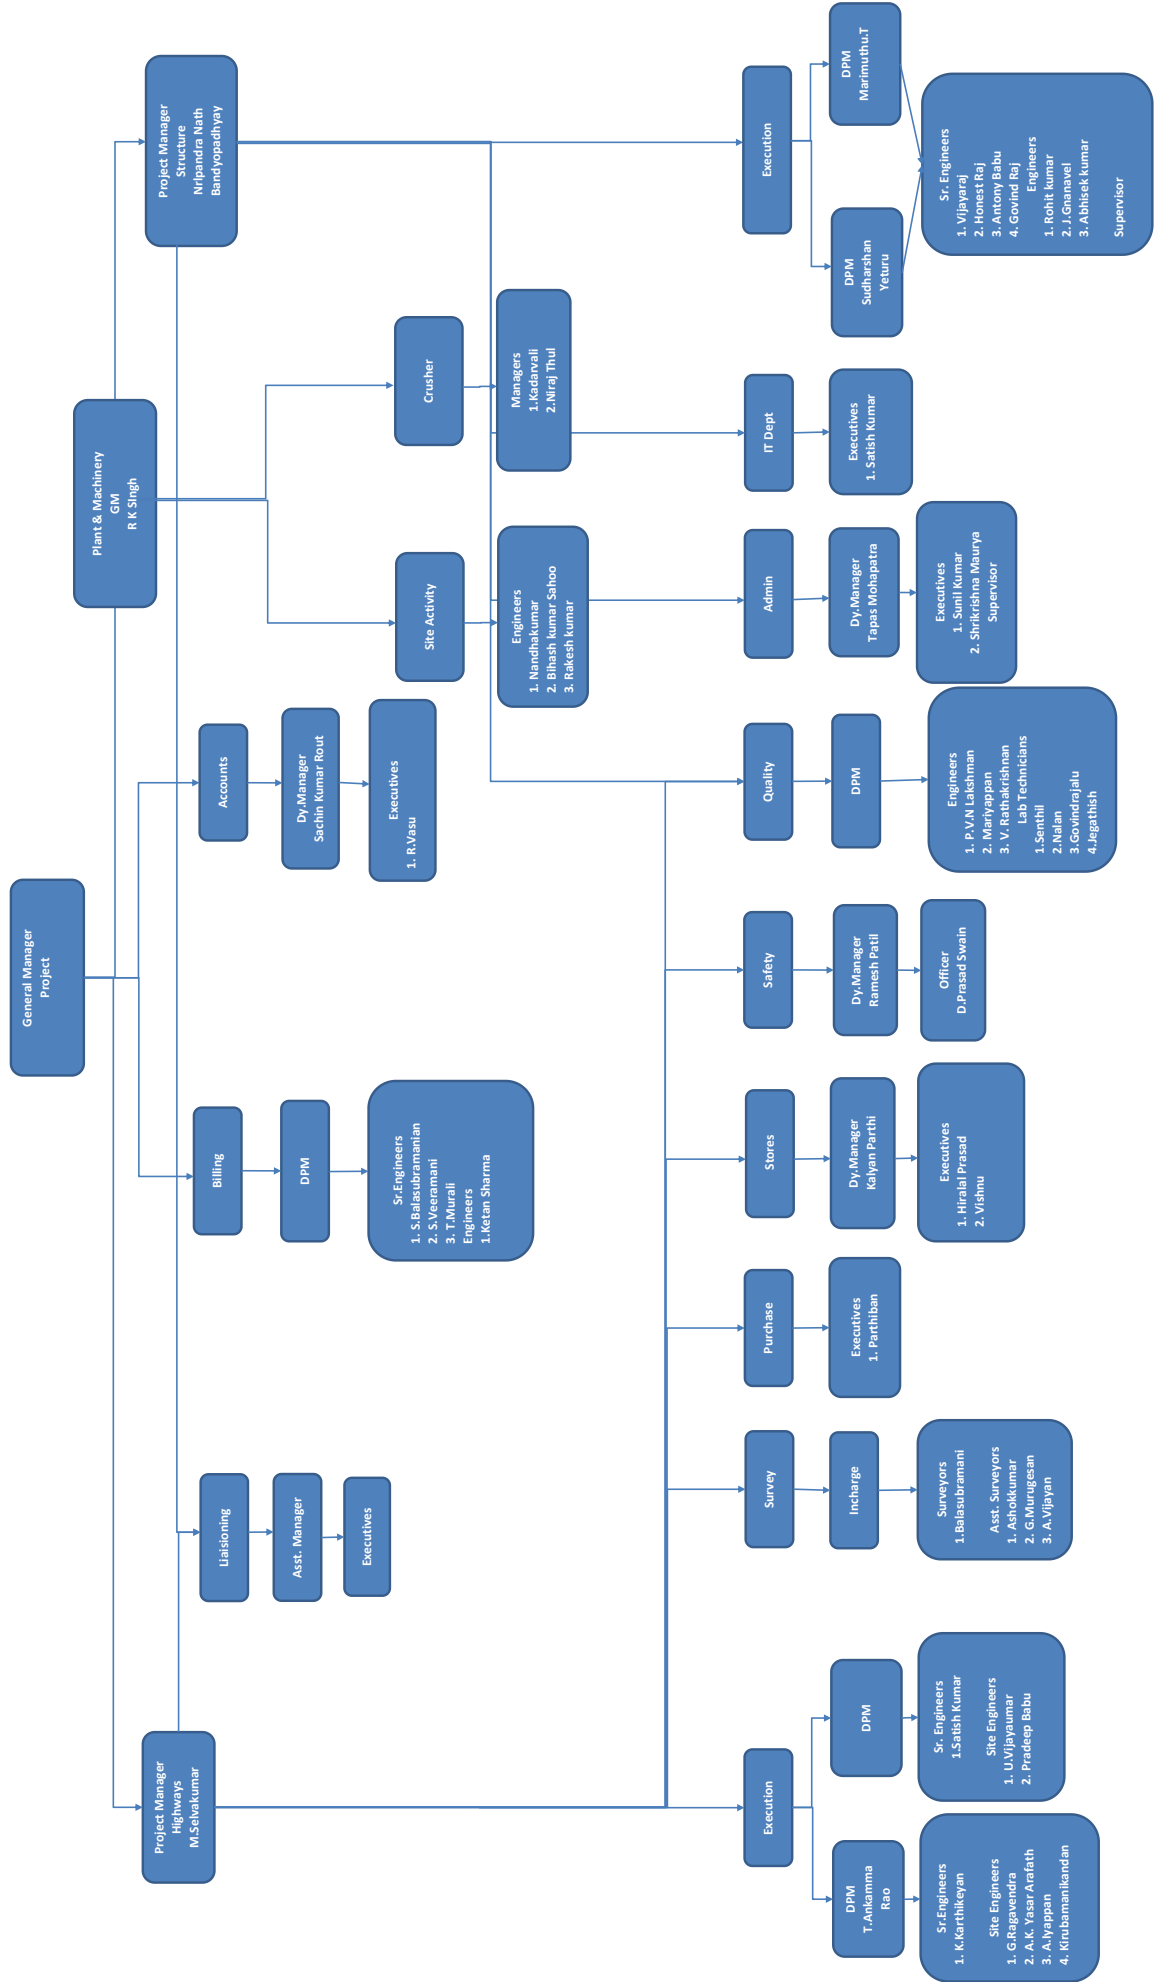 General Manager
Project
Project Manager
Highways
M.Selvakumar
Plant & Machinery
GM
R K SIngh
Project Manager
Structure
Nripandra Nath
Bandyopadhyay
Liaisioning
Asst. Manager
Executives
Billing
DPM
Sr.Engineers
1. S.Balasubramanian
2. S.Veeramani
3. T.Murali
Engineers
1.Ketan Sharma
Accounts
Dy.Manager
Sachin Kumar Rout
Executives
1. R.Vasu
Site Activity
Engineers
1. Nandhakumar
2. Bihash kumar Sahoo
3. Rakesh kumar
Crusher
Managers
1.Kadarvali
2.Niraj Thul
Execution
DPM
T.Ankamma
Rao
Sr.Engineers
1. K.Karthikeyan
Site Engineers
1. G.Ragavendra
2. A.K. Yasar Arafath
3. A.Iyappan
4. Kirubamanikandan
DPM
Sr. Engineers
1.Satish Kumar
Site Engineers
1. U.Vijayaumar
2. Pradeep Babu
Survey
Incharge
Surveyors
1.Balasubramani
Asst. Surveyors
1. Ashokkumar
2. G.Murugesan
3. A.Vijayan
Purchase
Executives
1. Parthiban
Stores
Dy.Manager
Kalyan Parthi
Executives
1. Hiralal Prasad
2. Vishnu
Safety
Dy.Manager
Ramesh Patil
Officer
D.Prasad Swain
Quality
DPM
Engineers
1. P.V.N Lakshman
2. Mariyappan
3. V. Rathakrishnan
Lab Technicians
1.Senthil
2.Nalan
3.Govindrajalu
4.Jegathish
Admin
Dy.Manager
Tapas Mohapatra
Executives
1. Sunil Kumar
2. Shrikrishna Maurya
Supervisor
IT Dept
Executives
1. Satish Kumar
Execution
DPM
Sudharshan
Yeturu
DPM
Marimuthu.T
Sr. Engineers
1. Vijayaraj
2. Honest Raj
3. Antony Babu
4. Govind Raj
Engineers
1. Rohit kumar
2. J.Gnanavel
3. Abhisek kumar
Supervisor